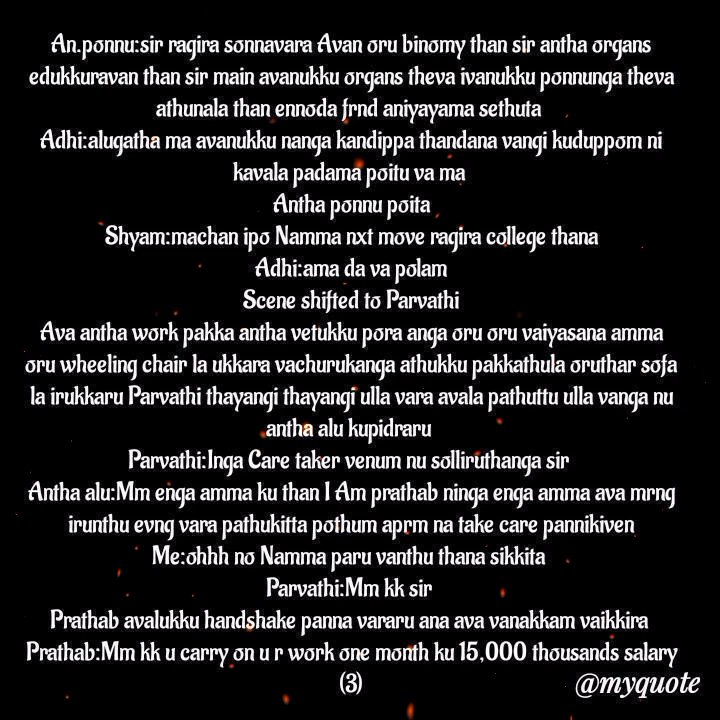 An.ponnu:sir ragira sonnavara Avan oru binomy than sir antha organs
edukkuravan than sir main avanukku organs theva ivanukku ponnunga theva
athunala than ennoda frnd aniyayama sethuta
Adhi:alugatha ma avanukku nanga kandippa thandana vangi kuduppom ni
kavala padama poitu va ma
Antha ponnu poita
Shyam:machan ipo Namma nxt move ragira college thana
Adhi:ama da va polam
Scene shifted to Parvathi
Ava antha work pakka antha vetukku pora anga oru oru vaiyasana amma
oru wheeling chair la ukkara vachurukanga athukku pakkathula oruthar sofa
la irukkaru Parvathi thayangi thayangi ulla vara avala pathuttu ulla vanga nu
antha alu kupidraru
Parvathi:Inga Care taker venum nu solliruthanga sir
Antha alu:Mm enga amma ku than I Am prathab ninga enga amma ava mrng
irunthu evng vara pathukitta pothum aprm na take care pannikiven
Me:ohhh no Namma paru vanthu thana sikkita
Parvathi:Mm kk sir
Prathab avalukku handshake panna vararu ana ava vanakkam vaikkira
Prathab:Mm kk u carry on u r work one month ku 15,000 thousands salary
(3)
@myquote